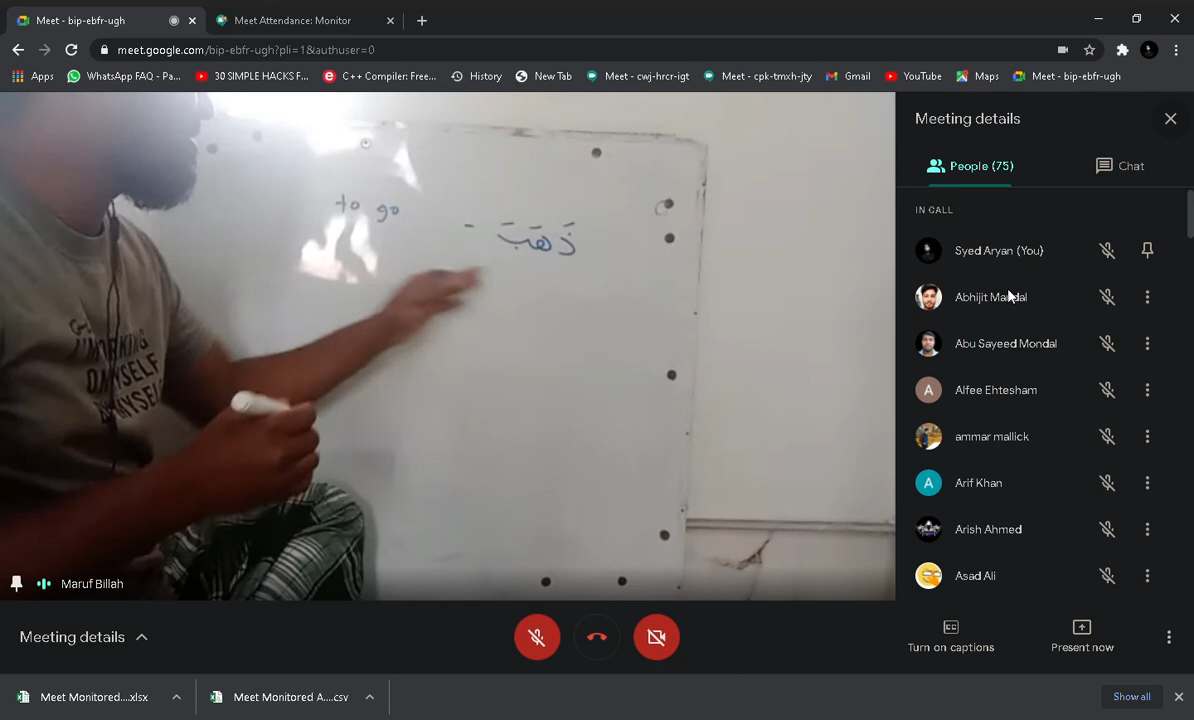 Meet - bip-ebfr-ugh
Meet Attendance: Monitor
meet.google.com/bip-ebfr-ugh?pli=1&authuser=0
Apps
WhatsApp FAQ - Pa...
30 SIMPLE HACKS F...
C++ Compiler: Free...
History
New Tab
Meet - cwj-hrcr-igt
Meet - cpk-tmxh-jty
Gmail
YouTube
Maps
Meet - bip-ebfr-ugh
to go
ذَهَبَ -
Maruf Billah
Meeting details
People (75)
Chat
IN CALL
Syed Aryan (You)
Abhijit Mandal
Abu Sayeed Mondal
A Alfee Ehtesham
ammar mallick
A Arif Khan
Arish Ahmed
Asad Ali
Meeting details
Turn on captions
Present now
Meet Monitored....xlsx
Meet Monitored A....csv
Show all